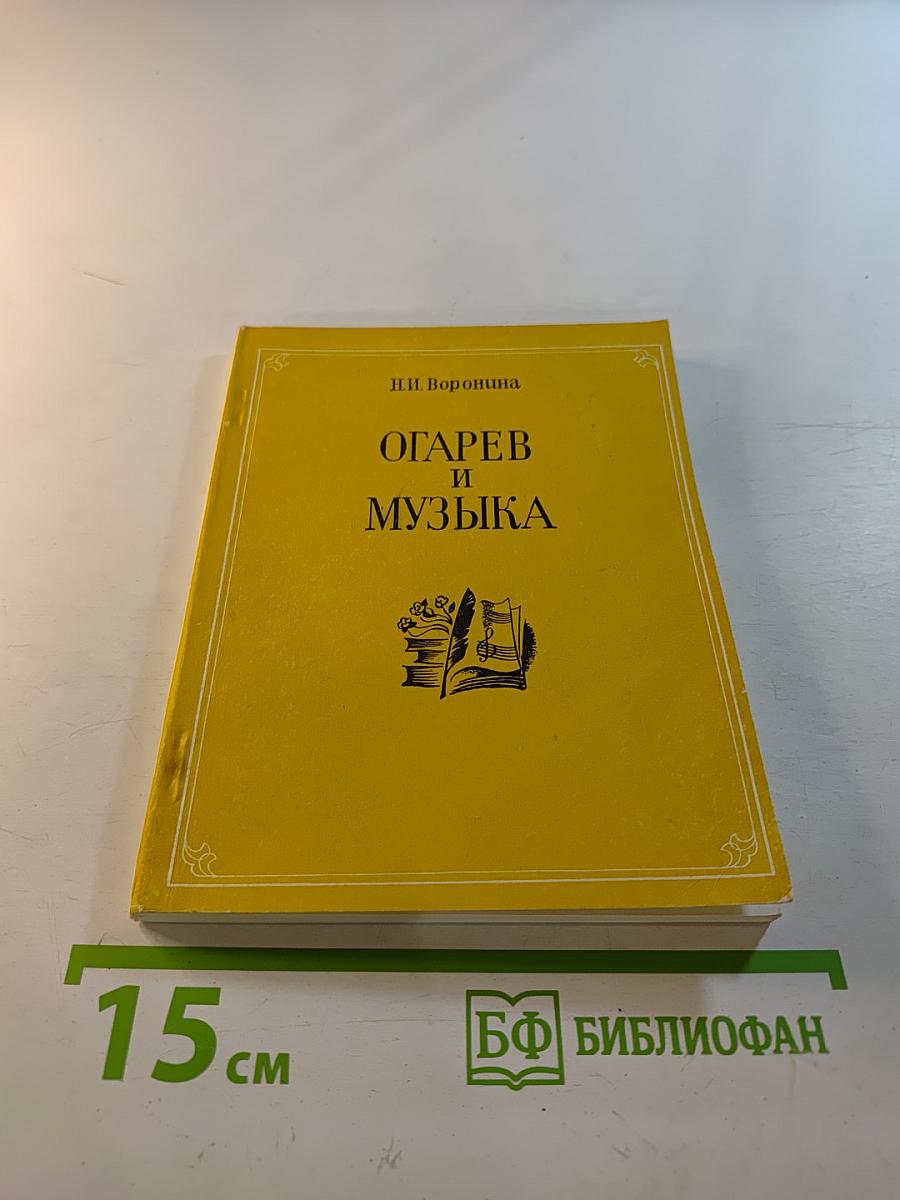 Н.И. Воронина
ОГАРЕВ
И
МУЗЫКА
15 см
БФ БИБЛИОФАН